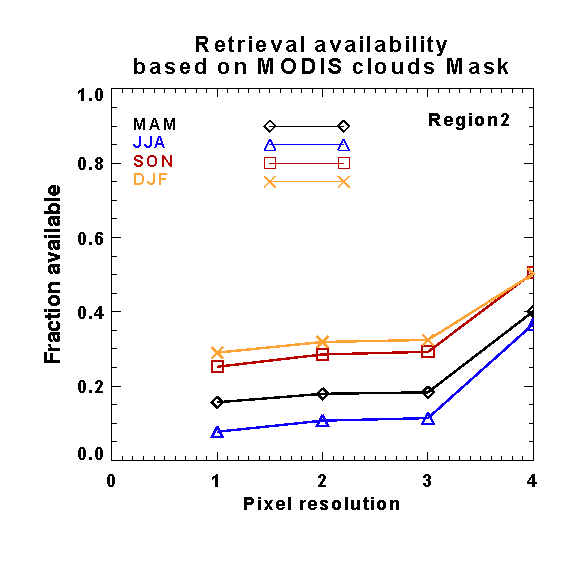 Retrieval availability
based on MODIS clouds Mask
1.0
MAM
Region2
JJA
SON
DJF
0.8
0.6
0.4
0.2
0.0
Fraction available
0 1 2 3 4
Pixel resolution